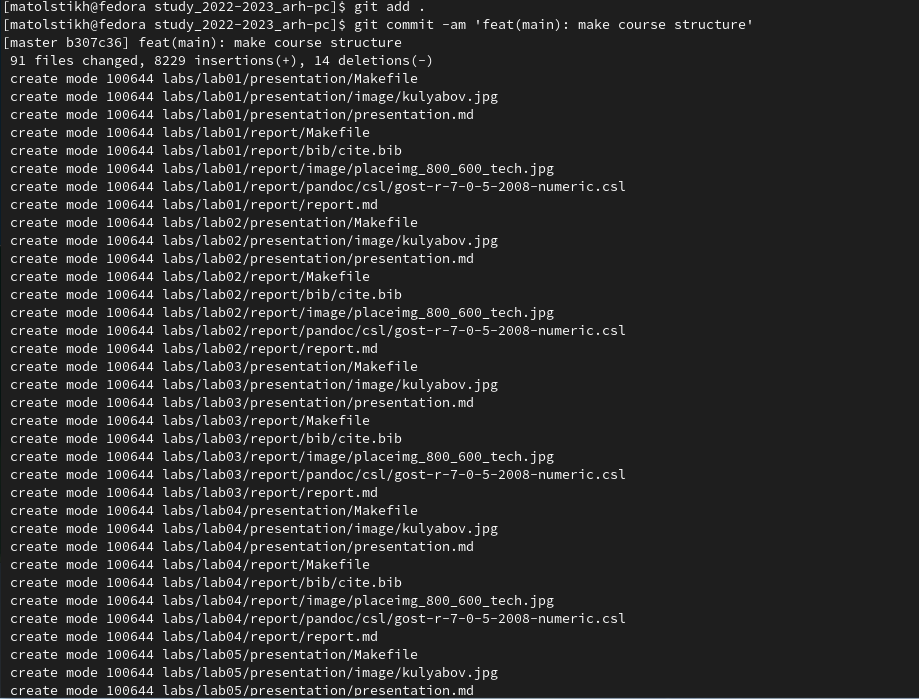 [matolstikh@fedora study_2022-2023_arh-pc]$ git add .
[matolstikh@fedora study_2022-2023_arh-pc]$ git commit -am 'feat(main): make course structure'
[master b307c36] feat(main): make course structure
 91 files changed, 8229 insertions(+), 14 deletions(-)
 create mode 100644 labs/lab01/presentation/Makefile
 create mode 100644 labs/lab01/presentation/image/kulyabov.jpg
 create mode 100644 labs/lab01/presentation/presentation.md
 create mode 100644 labs/lab01/report/Makefile
 create mode 100644 labs/lab01/report/bib/cite.bib
 create mode 100644 labs/lab01/report/image/placeimg_800_600_tech.jpg
 create mode 100644 labs/lab01/report/pandoc/csl/gost-r-7-0-5-2008-numeric.csl
 create mode 100644 labs/lab01/report/report.md
 create mode 100644 labs/lab02/presentation/Makefile
 create mode 100644 labs/lab02/presentation/image/kulyabov.jpg
 create mode 100644 labs/lab02/presentation/presentation.md
 create mode 100644 labs/lab02/report/Makefile
 create mode 100644 labs/lab02/report/bib/cite.bib
 create mode 100644 labs/lab02/report/image/placeimg_800_600_tech.jpg
 create mode 100644 labs/lab02/report/pandoc/csl/gost-r-7-0-5-2008-numeric.csl
 create mode 100644 labs/lab02/report/report.md
 create mode 100644 labs/lab03/presentation/Makefile
 create mode 100644 labs/lab03/presentation/image/kulyabov.jpg
 create mode 100644 labs/lab03/presentation/presentation.md
 create mode 100644 labs/lab03/report/Makefile
 create mode 100644 labs/lab03/report/bib/cite.bib
 create mode 100644 labs/lab03/report/image/placeimg_800_600_tech.jpg
 create mode 100644 labs/lab03/report/pandoc/csl/gost-r-7-0-5-2008-numeric.csl
 create mode 100644 labs/lab03/report/report.md
 create mode 100644 labs/lab04/presentation/Makefile
 create mode 100644 labs/lab04/presentation/image/kulyabov.jpg
 create mode 100644 labs/lab04/presentation/presentation.md
 create mode 100644 labs/lab04/report/Makefile
 create mode 100644 labs/lab04/report/bib/cite.bib
 create mode 100644 labs/lab04/report/image/placeimg_800_600_tech.jpg
 create mode 100644 labs/lab04/report/pandoc/csl/gost-r-7-0-5-2008-numeric.csl
 create mode 100644 labs/lab04/report/report.md
 create mode 100644 labs/lab05/presentation/Makefile
 create mode 100644 labs/lab05/presentation/image/kulyabov.jpg
 create mode 100644 labs/lab05/presentation/presentation.md